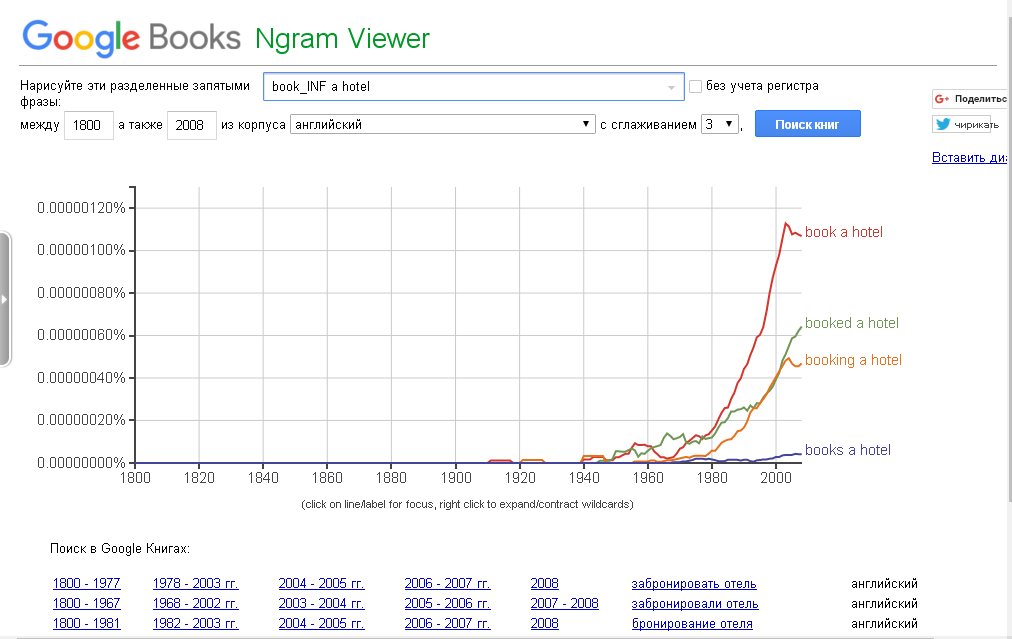 Google Books Ngram Viewer
Нарисуйте эти разделенные запятыми фразы: book_INF a hotel без учета регистра
между 1800 а также 2008 из корпуса английский с сглаживанием 3 , Поиск книг
Поделитьс
чирикать
Вставить ди
0.00000120%
0.00000100%
0.00000080%
0.00000060%
0.00000040%
0.00000020%
0.00000000%
book a hotel
booked a hotel
booking a hotel
books a hotel
1800 1820 1840 1860 1880 1900 1920 1940 1960 1980 2000
(click on line/label for focus, right click to expand/contract wildcards)
Поиск в Google Книгах:
1800 - 1977 1978 - 2003 гг. 2004 - 2005 гг. 2006 - 2007 гг. 2008 забронировать отель английский
1800 - 1967 1968 - 2002 гг. 2003 - 2004 гг. 2005 - 2006 гг. 2007 - 2008 забронировали отель английский
1800 - 1981 1982 - 2003 гг. 2004 - 2005 гг. 2006 - 2007 гг. 2008 бронирование отеля английский